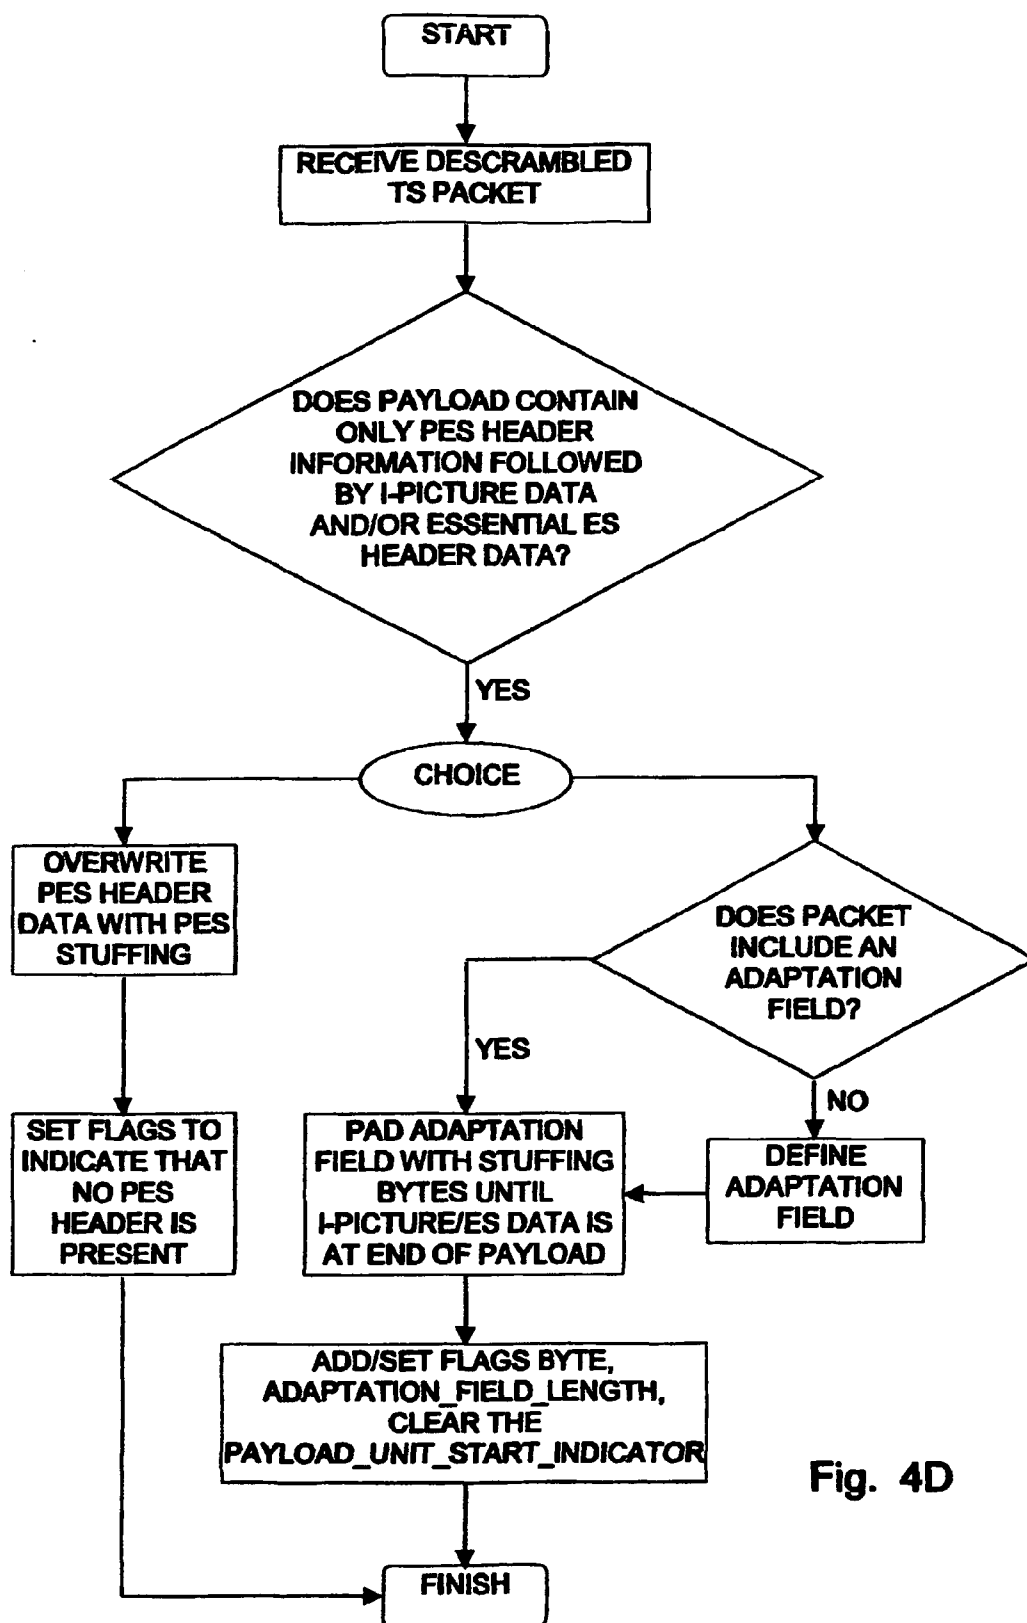 START
RECEIVE DESCRAMBLED
TS PACKET
DOES PAYLOAD CONTAIN
ONLY PES HEADER
INFORMATION FOLLOWED
BY I-PICTURE DATA
AND/OR ESSENTIAL ES
HEADER DATA?
YES
CHOICE
OVERWRITE
PES HEADER
DATA WITH PES
STUFFING
DOES PACKET
INCLUDE AN
ADAPTATION
FIELD?
YES
NO
SET FLAGS TO
INDICATE THAT
NO PES
HEADER IS
PRESENT
PAD ADAPTATION
FIELD WITH STUFFING
BYTES UNTIL
I-PICTURE/ES DATA IS
AT END OF PAYLOAD
DEFINE
ADAPTATION
FIELD
ADD/SET FLAGS BYTE,
ADAPTATION_FIELD_LENGTH,
CLEAR THE
PAYLOAD_UNIT_START_INDICATOR
Fig. 4D
FINISH